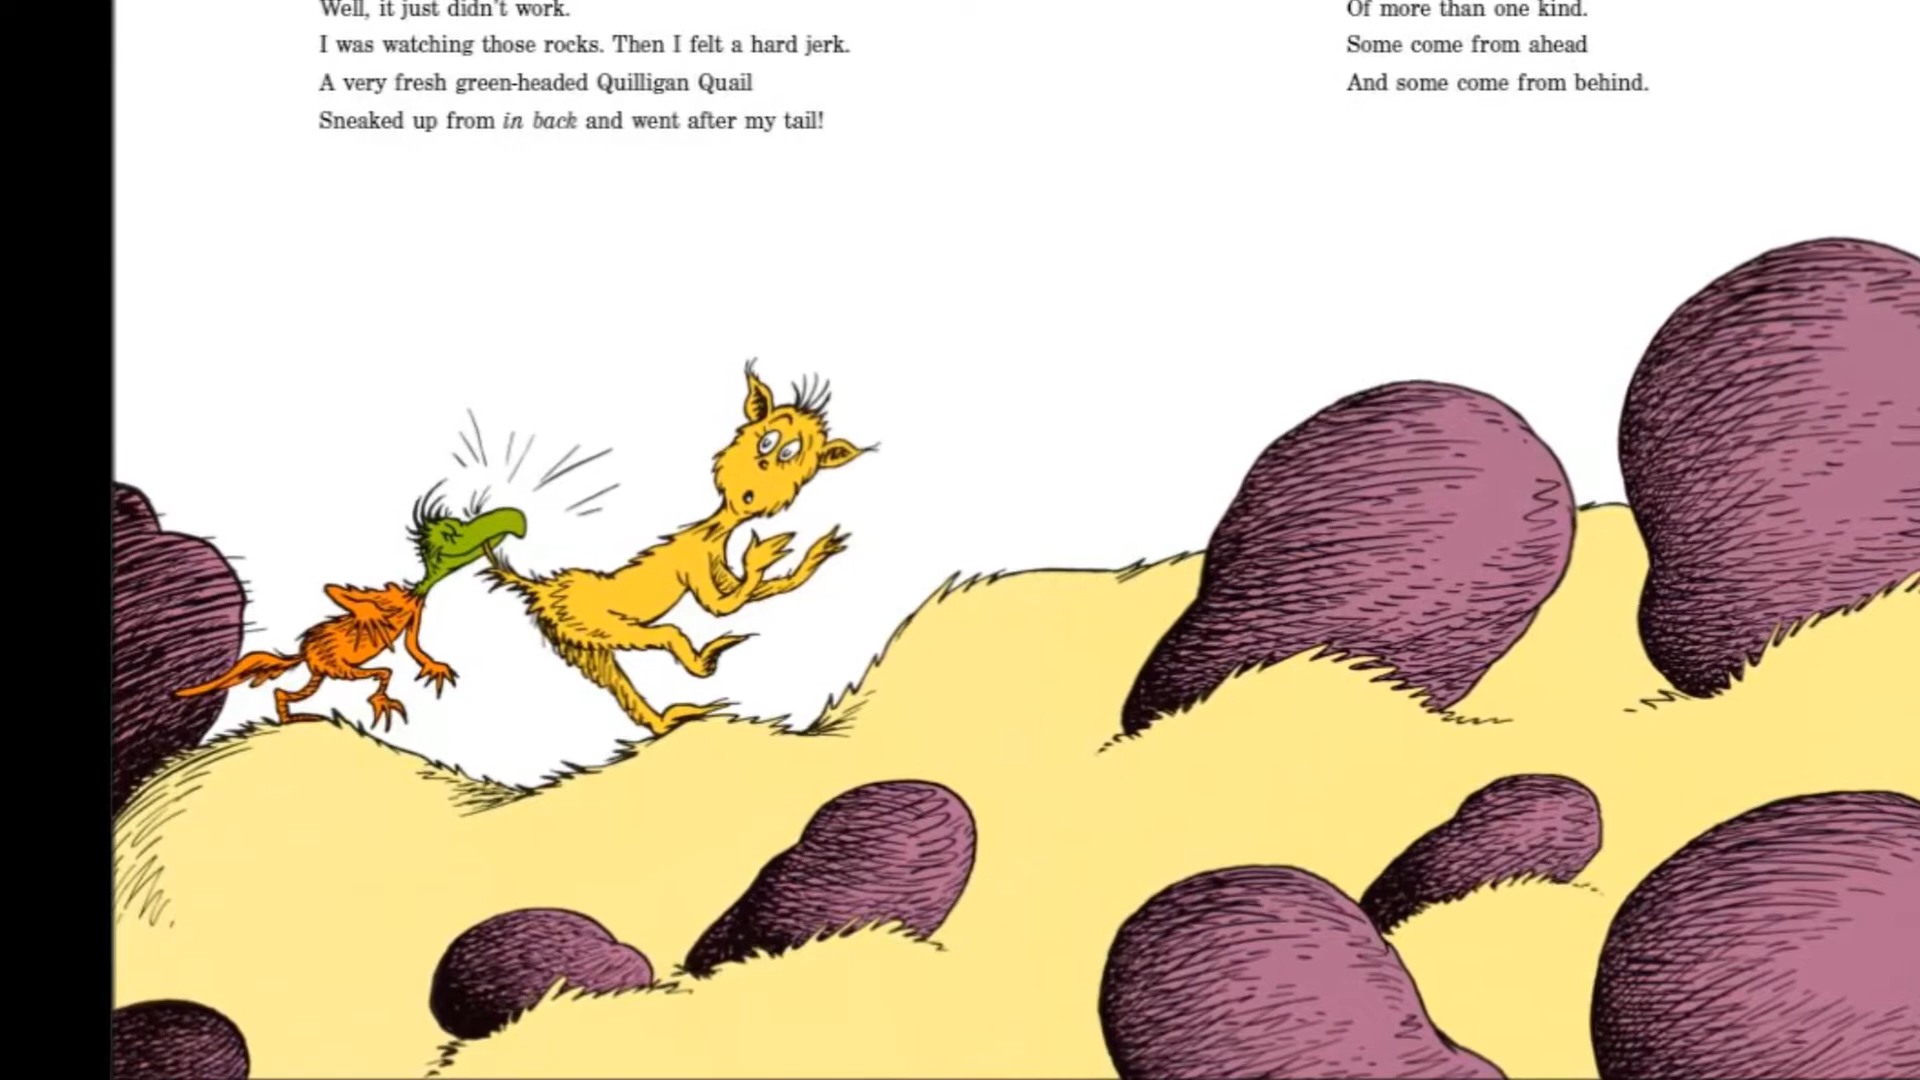 Well, it just didn't work.
I was watching those rocks. Then I felt a hard jerk.
A very fresh green-headed Quilligan Quail
Sneaked up from in back and went after my tail!
Of more than one kind.
Some come from ahead
And some come from behind.